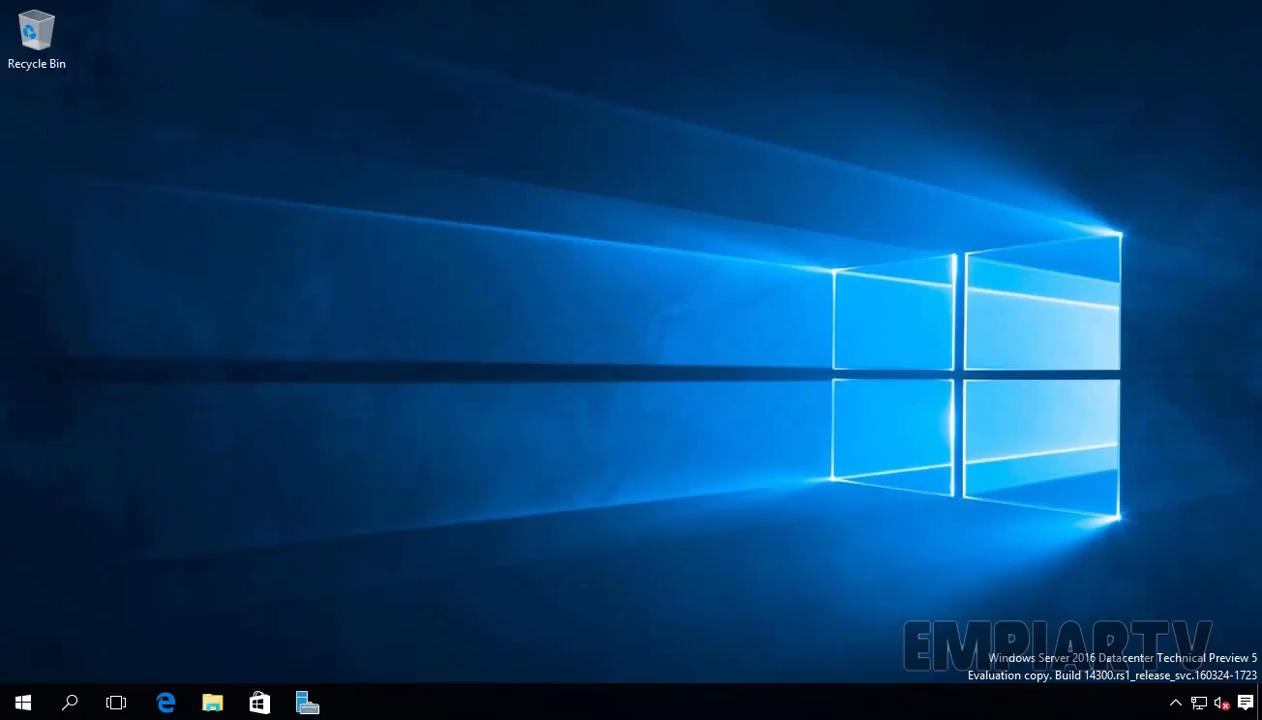 Recycle Bin
EMPIARTV
Windows Server 2016 Datacenter Technical Preview 5
Evaluation copy. Build 14300.rs1_release_svc.160324-1723